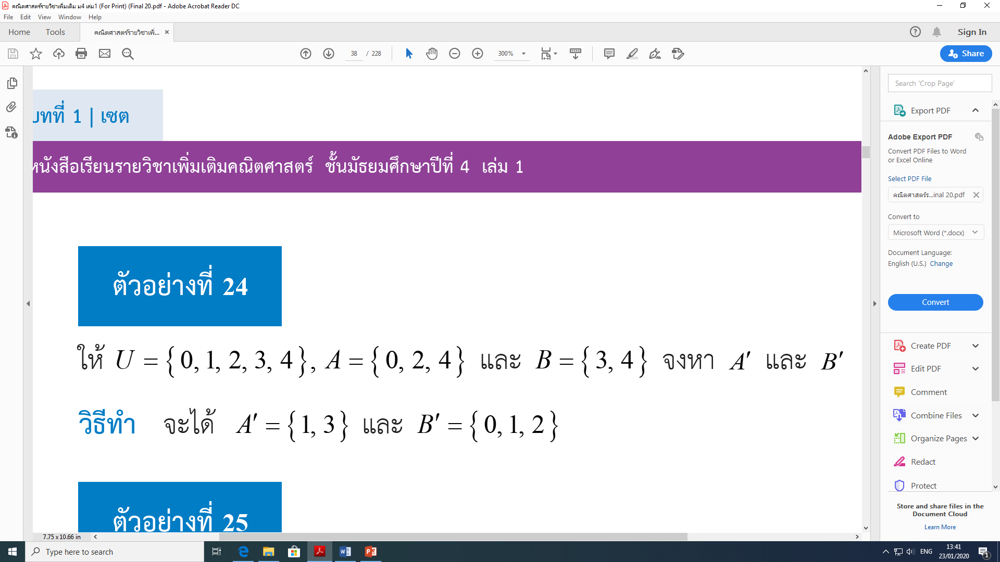 คณิตศาสตร์รายวิชาเพิ่มเติม ม4 เล่ม1 (For Print) (Final 20.pdf - Adobe Acrobat Reader DC
File Edit View Window Help
Home Tools คณิตศาสตร์รายวิชาเพิ่... × Sign In
38 / 228 300% Share
บทที่ 1 | เซต
หนังสือเรียนรายวิชาเพิ่มเติมคณิตศาสตร์ ชั้นมัธยมศึกษาปีที่ 4 เล่ม 1
ตัวอย่างที่ 24
ให้ U = { 0, 1, 2, 3, 4 }, A = { 0, 2, 4 } และ B = { 3, 4 } จงหา A′ และ B′
วิธีทำ จะได้ A′ = { 1, 3 } และ B′ = { 0, 1, 2 }
ตัวอย่างที่ 25
7.75 x 10.66 in
Search 'Crop Page'
Export PDF
Adobe Export PDF
Convert PDF Files to Word
or Excel Online
Select PDF File
คณิตศาสตร์ร...inal 20.pdf
Convert to
Microsoft Word (*.docx)
Document Language:
English (U.S.) Change
Convert
Create PDF
Edit PDF
Comment
Combine Files
Organize Pages
Redact
Protect
Store and share files in the
Document Cloud
Learn More
Type here to search
ENG
13:41
23/01/2020
1